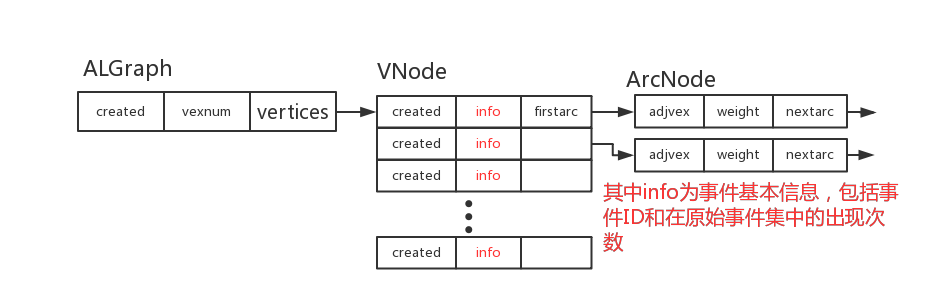 ALGraph
VNode
ArcNode
created vexnum vertices
created info firstarc
adjvex weight nextarc
created info
adjvex weight nextarc
created info
其中info为事件基本信息，包括事
件ID和在原始事件集中的出现次
数
created info